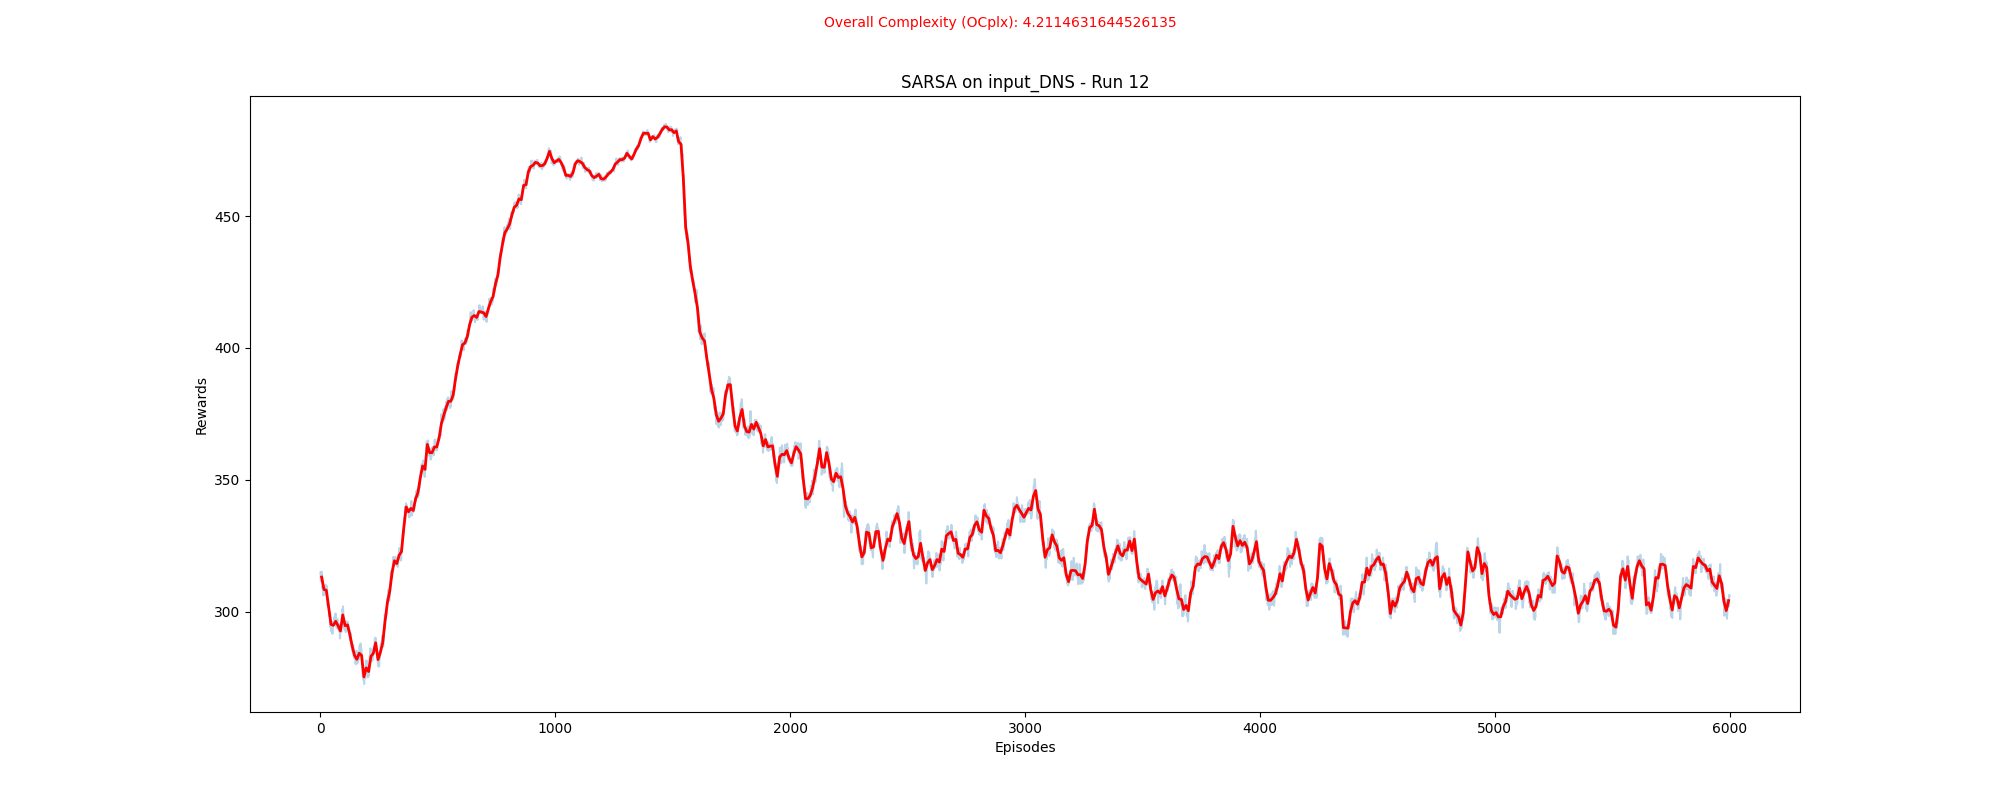 Overall Complexity (OCplx): 4.2114631644526135
SARSA on input_DNS - Run 12
450
400
350
300
Rewards
0 1000 2000 3000 4000 5000 6000
Episodes